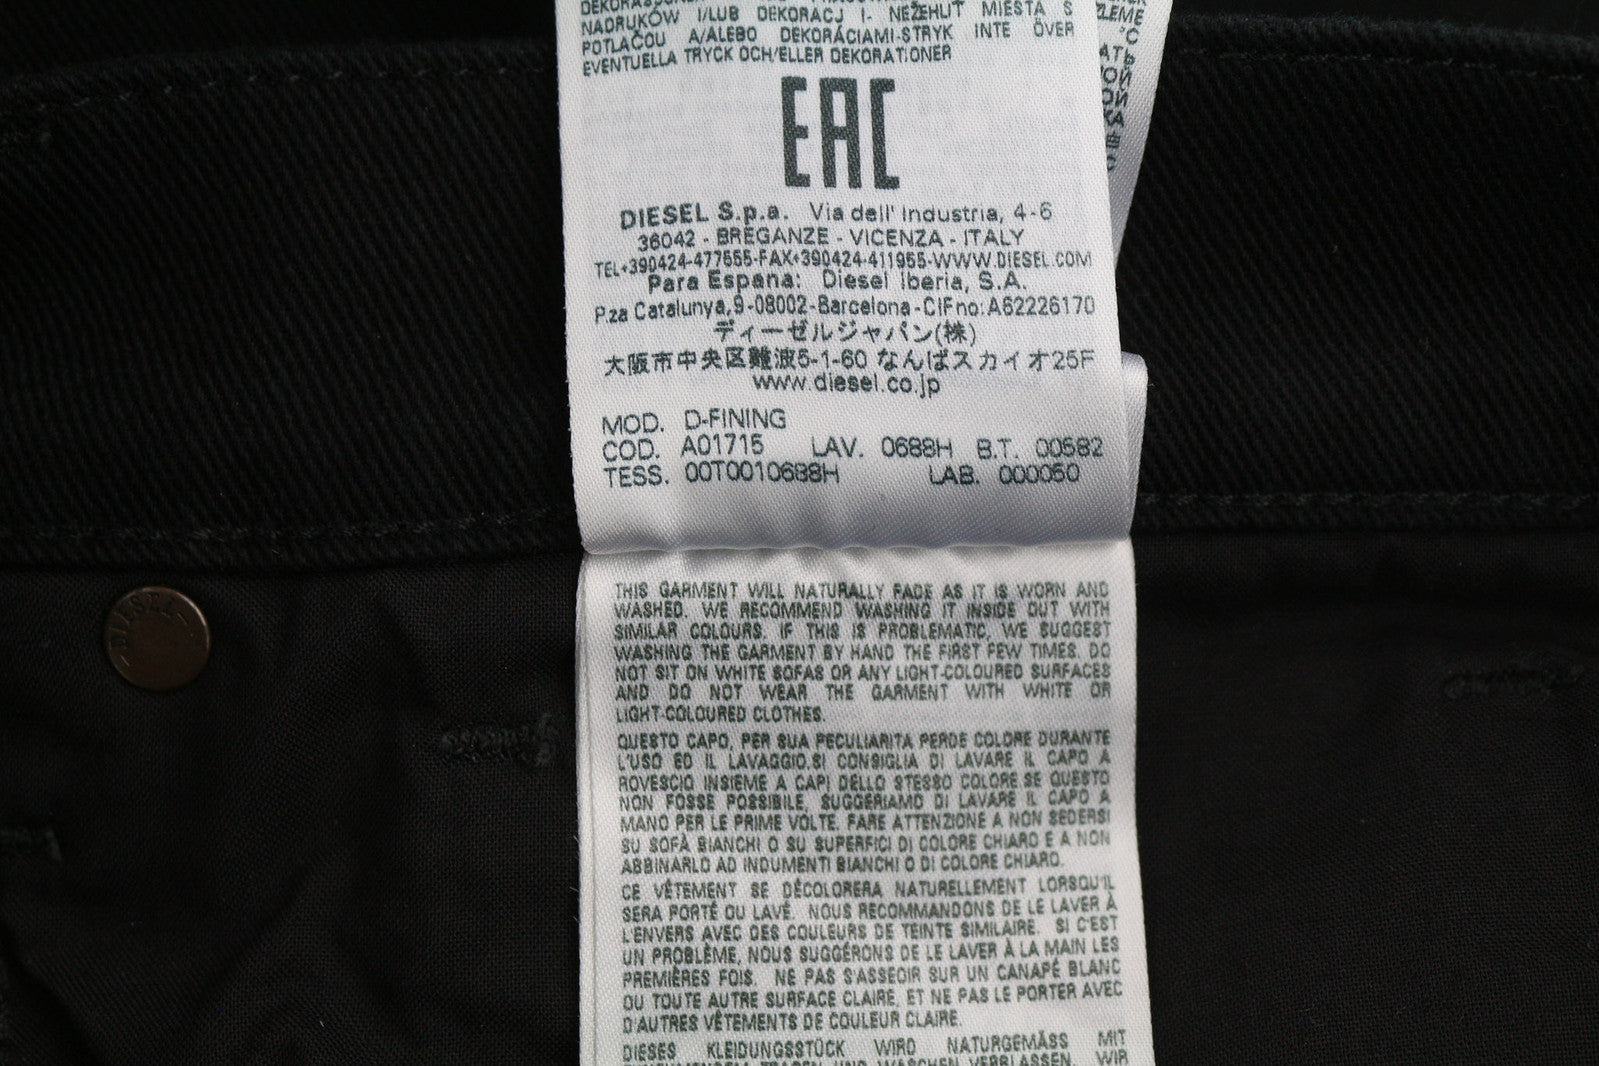 NADRUKÓW I/LUB DEKORACJ I- NEŽEHLIT MIESTA S
POTLAČOU A/ALEBO DEKORÁCIAMI-STRYK INTE ÖVER
EVENTUELLA TRYCK OCH/ELLER DEKORATIONER
EAC
DIESEL S.p.a. Via dell' Industria, 4-6
36042 - BREGANZE - VICENZA - ITALY
TEL+390424-477555-FAX+390424-411955-WWW.DIESEL.COM
Para Espana: Diesel Iberia, S.A.
P.za Catalunya,9-08002-Barcelona-CIFno:A62226170
ディーゼルジャパン(株)
大阪市中央区難波5-1-60 なんばスカイオ25F
www.diesel.co.jp
MOD. D-FINING
COD. A01715 LAV. 0688H B.T. 00582
TESS. 00T0010688H LAB. 000050
THIS GARMENT WILL NATURALLY FADE AS IT IS WORN AND
WASHED. WE RECOMMEND WASHING IT INSIDE OUT WITH
SIMILAR COLOURS. IF THIS IS PROBLEMATIC, WE SUGGEST
WASHING THE GARMENT BY HAND THE FIRST FEW TIMES. DO
NOT SIT ON WHITE SOFAS OR ANY LIGHT-COLOURED SURFACES
AND DO NOT WEAR THE GARMENT WITH WHITE OR
LIGHT-COLOURED CLOTHES.
QUESTO CAPO, PER SUA PECULIARITA PERDE COLORE DURANTE
L'USO ED IL LAVAGGIO.SI CONSIGLIA DI LAVARE IL CAPO A
ROVESCIO INSIEME A CAPI DELLO STESSO COLORE.SE QUESTO
NON FOSSE POSSIBILE, SUGGERIAMO DI LAVARE IL CAPO A
MANO PER LE PRIME VOLTE. FARE ATTENZIONE A NON SEDERSI
SU SOFÀ BIANCHI O SU SUPERFICI DI COLORE CHIARO E A NON
ABBINARLO AD INDUMENTI BIANCHI O DI COLORE CHIARO.
CE VÊTEMENT SE DÉCOLORERA NATURELLEMENT LORSQU'IL
SERA PORTÉ OU LAVÉ. NOUS RECOMMANDONS DE LE LAVER À
L'ENVERS AVEC DES COULEURS DE TEINTE SIMILAIRE. SI C'EST
UN PROBLÈME, NOUS SUGGÉRONS DE LE LAVER À LA MAIN LES
PREMIÈRES FOIS. NE PAS S'ASSEOIR SUR UN CANAPÉ BLANC
OU TOUTE AUTRE SURFACE CLAIRE, ET NE PAS LE PORTER AVEC
D'AUTRES VÊTEMENTS DE COULEUR CLAIRE.
DIESES KLEIDUNGSSTÜCK WIRD NATURGEMÄSS MIT
TRAGEN UND WASCHEN VERBLASSEN. WIR
DIESEL